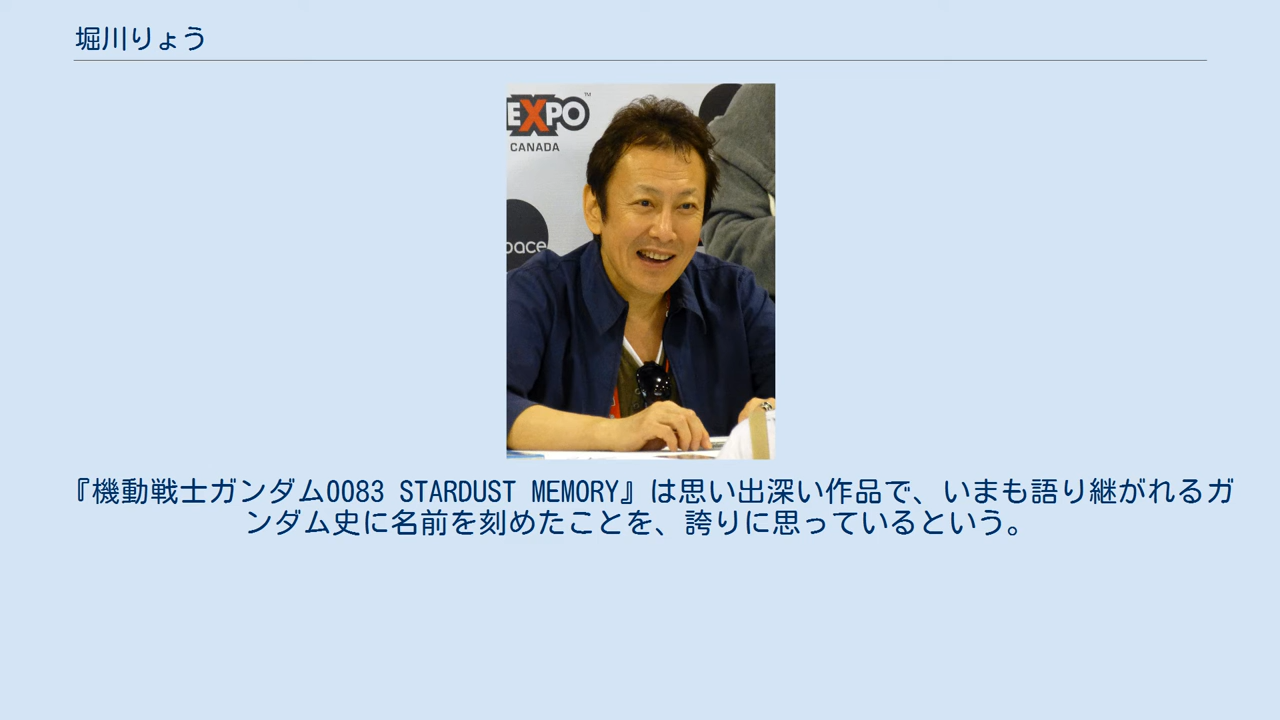 堀川りょう
EXPO
TM
CANADA
pace
『機動戦士ガンダム0083 STARDUST MEMORY』は思い出深い作品で、いまも語り継がれるガ
ンダム史に名前を刻めたことを、誇りに思っているという。